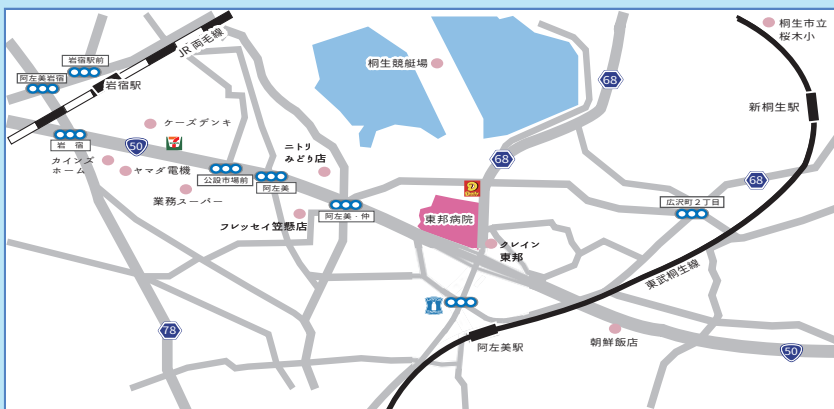 桐生市立
桜木小
JR 両毛線
岩宿駅前
岩宿駅
阿左美岩宿
桐生競艇場
68
新桐生駅
ケーズデンキ
50
岩 宿
7
カインズ
ホーム
ヤマダ電機
公設市場前
ニトリ
みどり店
阿左美
68
68
業務スーパー
阿左美・仲
フレッセイ笠懸店
東邦病院
広沢町2丁目
クレイン
東邦
東武桐生線
78
阿左美駅
朝鮮飯店
50